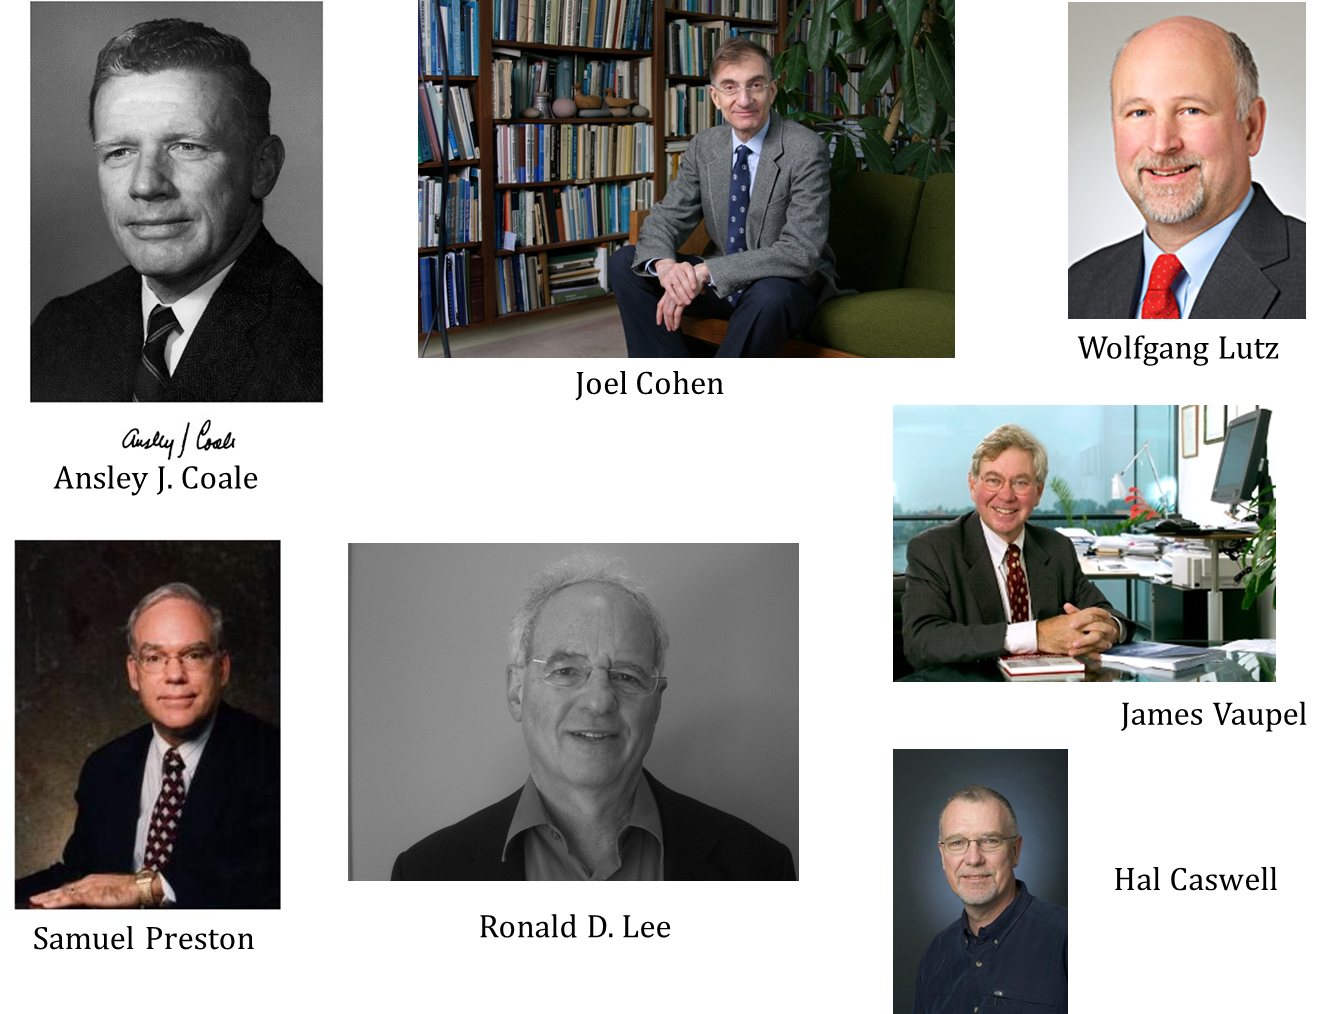 Joel Cohen
Wolfgang Lutz
Ansley J Coale
Ansley J. Coale
James Vaupel
Samuel Preston
Ronald D. Lee
Hal Caswell